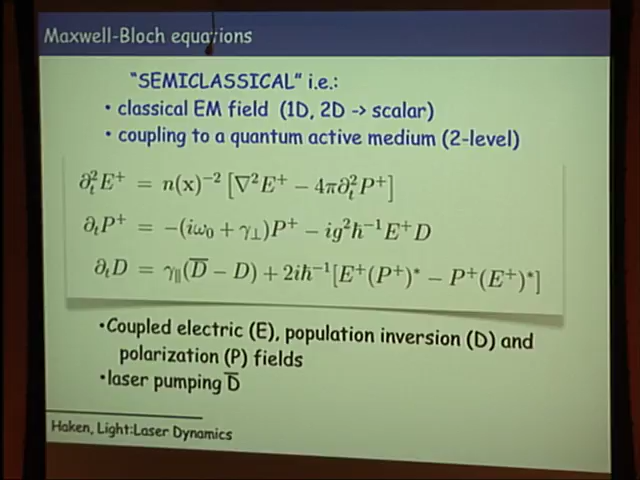 Maxwell-Bloch equations
"SEMICLASSICAL" i.e.:
• classical EM field (1D, 2D -> scalar)
• coupling to a quantum active medium (2-level)
∂ₜ²E⁺ = n(x)⁻² [∇²E⁺ − 4π∂ₜ²P⁺]
∂ₜP⁺ = −(iω₀ + γ⊥)P⁺ − ig²ħ⁻¹E⁺D
∂ₜD = γ∥(D̅ − D) + 2iħ⁻¹[E⁺(P⁺)* − P⁺(E⁺)*]
•Coupled electric (E), population inversion (D) and
polarization (P) fields
•laser pumping D̅
Haken, Light:Laser Dynamics